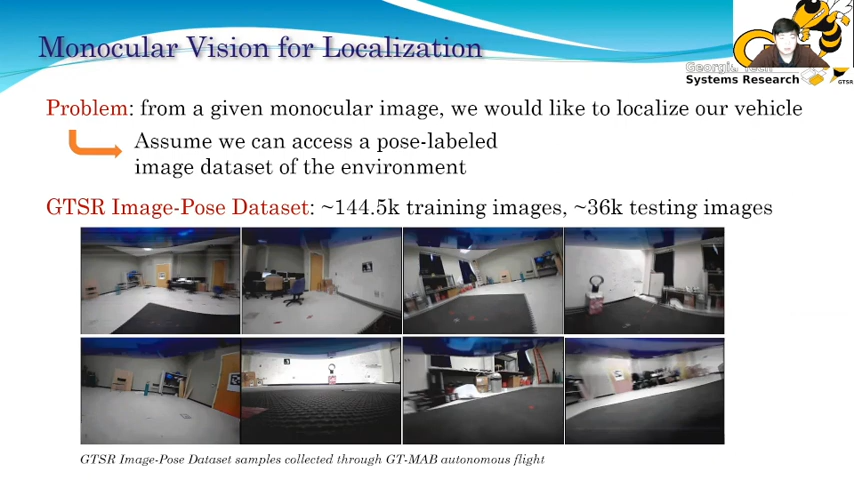 Monocular Vision for Localization
Systems Research
GTSR
Problem: from a given monocular image, we would like to localize our vehicle
Assume we can access a pose-labeled
image dataset of the environment
GTSR Image-Pose Dataset: ~144.5k training images, ~36k testing images
GTSR Image-Pose Dataset samples collected through GT-MAB autonomous flight